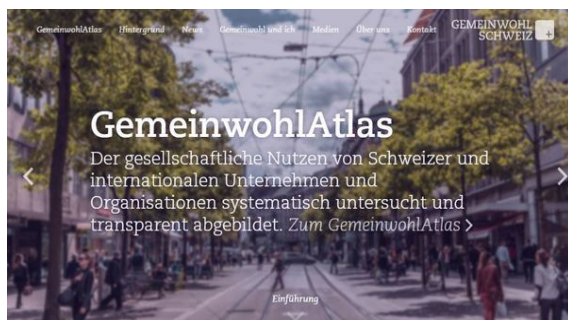 GemeinwohlAtlas Hintergrund News Gemeinwohl und ich Medien Über uns Kontakt
GEMEINWOHL
SCHWEIZ
GemeinwohlAtlas
Der gesellschaftliche Nutzen von Schweizer und
internationalen Unternehmen und
Organisationen systematisch untersucht und
transparent abgebildet. Zum GemeinwohlAtlas >
Einführung